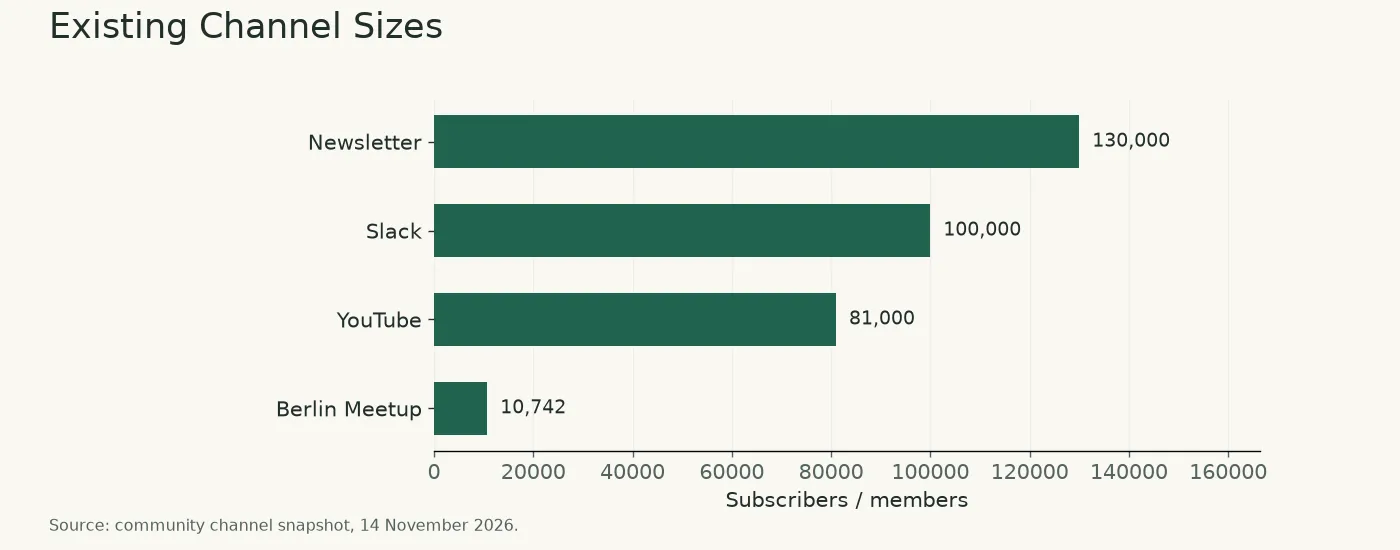 Existing Channel Sizes
Newsletter 130,000
Slack 100,000
YouTube 81,000
Berlin Meetup 10,742
0 20000 40000 60000 80000 100000 120000 140000 160000
Subscribers / members
Source: community channel snapshot, 14 November 2026.